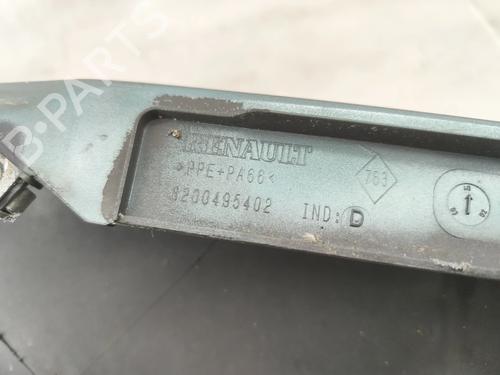 RENAULT
>PPE+PA66<
8200495402
IND: D
763
B-PARTS